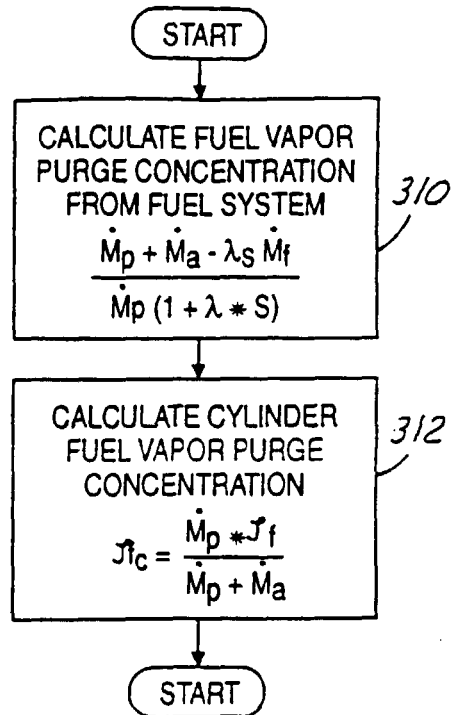 START
CALCULATE FUEL VAPOR
PURGE CONCENTRATION
FROM FUEL SYSTEM
Ṁp + Ṁa - λS Ṁf
Ṁp (1 + λ * S)
310
CALCULATE CYLINDER
FUEL VAPOR PURGE
CONCENTRATION
Ṁp *
c =
Ṁp + Ṁa
312
START